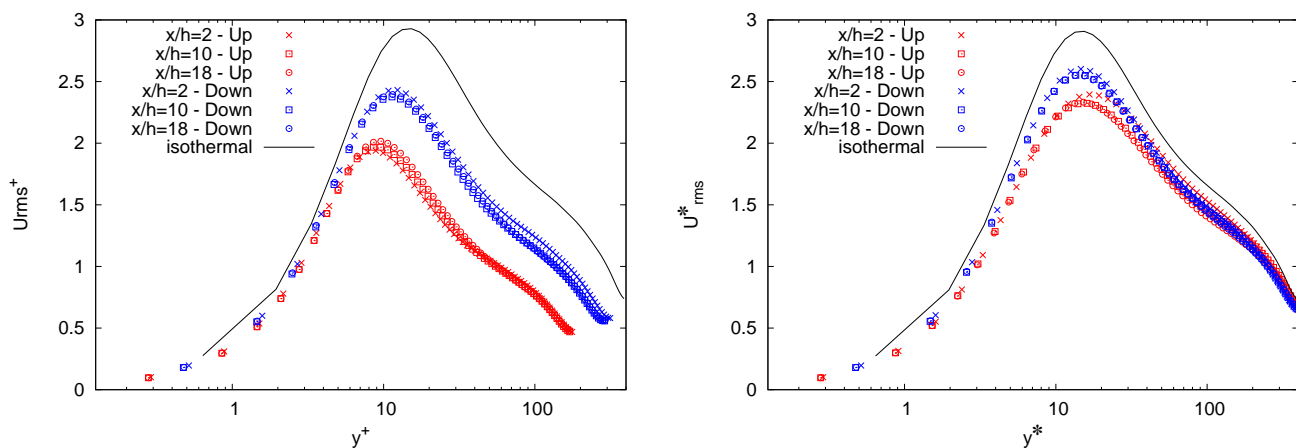 3
2.5
2
1.5
1
0.5
0
1
10
100
Urms+
y+
x/h=2 - Up
x/h=10 - Up
x/h=18 - Up
x/h=2 - Down
x/h=10 - Down
x/h=18 - Down
isothermal
3
2.5
2
1.5
1
0.5
0
1
10
100
U*rms
y*
x/h=2 - Up
x/h=10 - Up
x/h=18 - Up
x/h=2 - Down
x/h=10 - Down
x/h=18 - Down
isothermal